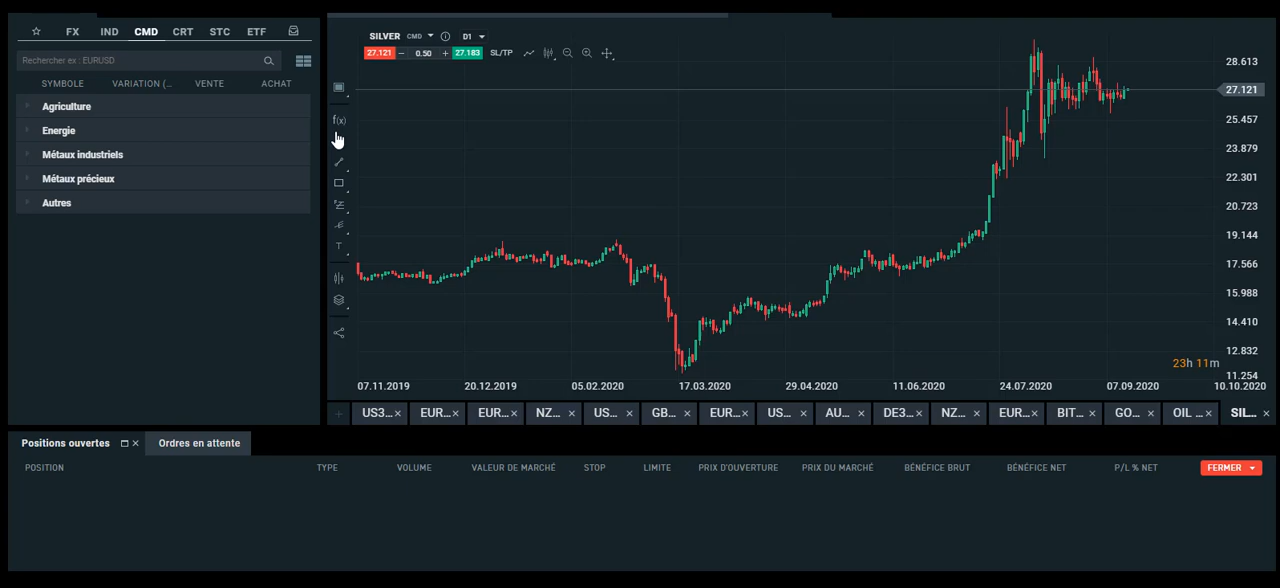 FX IND CMD CRT STC ETF
Rechercher ex : EURUSD
SYMBOLE VARIATION (... VENTE ACHAT
Agriculture
Energie
Métaux industriels
Métaux précieux
Autres
SILVER CMD D1
27.121 – 0.50 + 27.183 SL/TP
f(x)
T
28.613
27.121
25.457
23.879
22.301
20.723
19.144
17.566
15.988
14.410
12.832
11.254
23h 11m
07.11.2019 20.12.2019 05.02.2020 17.03.2020 29.04.2020 11.06.2020 24.07.2020 07.09.2020 10.10.2020
+ US3... × EUR... × EUR... × NZ... × US... × GB... × EUR... × US... × AU... × DE3... × NZ... × EUR... × BIT... × GO... × OIL ... × SIL... ×
Positions ouvertes × Ordres en attente
POSITION TYPE VOLUME VALEUR DE MARCHÉ STOP LIMITE PRIX D'OUVERTURE PRIX DU MARCHÉ BÉNÉFICE BRUT BÉNÉFICE NET P/L % NET FERMER